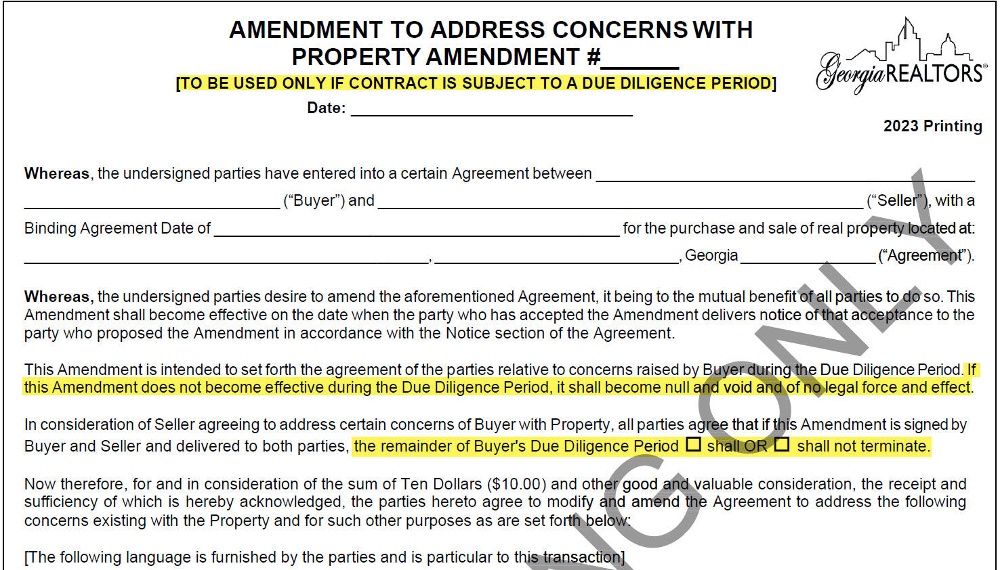 AMENDMENT TO ADDRESS CONCERNS WITH
PROPERTY AMENDMENT #______
[TO BE USED ONLY IF CONTRACT IS SUBJECT TO A DUE DILIGENCE PERIOD]
Date: ______________________________
Georgia REALTORS®
2023 Printing
Whereas, the undersigned parties have entered into a certain Agreement between ______________________________
______________________________ (“Buyer”) and ______________________________ (“Seller”), with a
Binding Agreement Date of ______________________________ for the purchase and sale of real property located at:
______________________________, ______________________________, Georgia ________________ (“Agreement”).
Whereas, the undersigned parties desire to amend the aforementioned Agreement, it being to the mutual benefit of all parties to do so. This
Amendment shall become effective on the date when the party who has accepted the Amendment delivers notice of that acceptance to the
party who proposed the Amendment in accordance with the Notice section of the Agreement.
This Amendment is intended to set forth the agreement of the parties relative to concerns raised by Buyer during the Due Diligence Period. If
this Amendment does not become effective during the Due Diligence Period, it shall become null and void and of no legal force and effect.
In consideration of Seller agreeing to address certain concerns of Buyer with Property, all parties agree that if this Amendment is signed by
Buyer and Seller and delivered to both parties, the remainder of Buyer's Due Diligence Period ☐ shall OR ☐ shall not terminate.
Now therefore, for and in consideration of the sum of Ten Dollars ($10.00) and other good and valuable consideration, the receipt and
sufficiency of which is hereby acknowledged, the parties hereto agree to modify and amend the Agreement to address the following
concerns existing with the Property and for such other purposes as are set forth below:
[The following language is furnished by the parties and is particular to this transaction]
NG ONLY